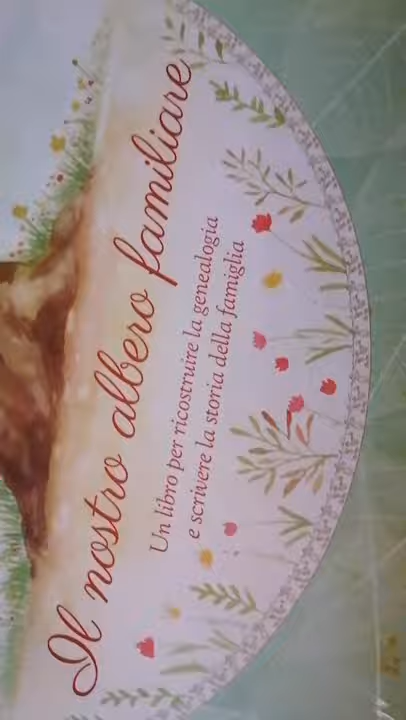 Il nostro albero familiare
Un libro per ricostruire la genealogia
e scrivere la storia della famiglia